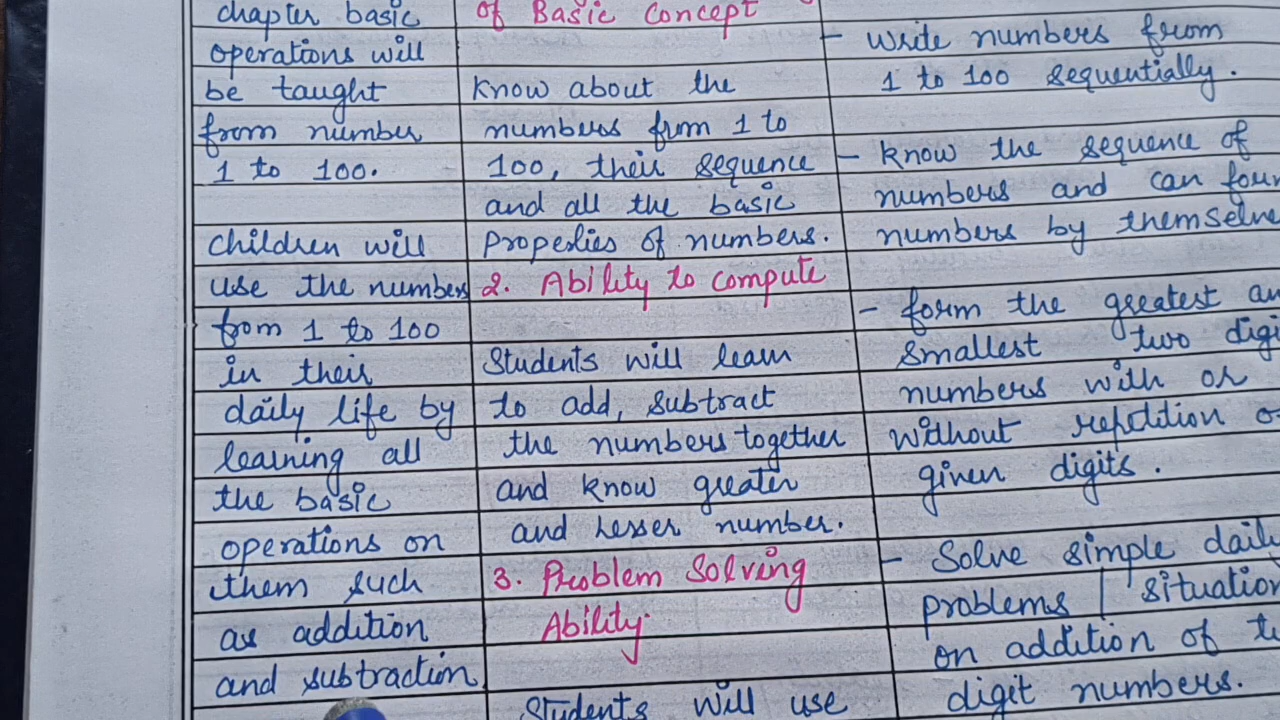 chapter basic
operations will
be taught
from number
1 to 100.
Children will
use the numbers
from 1 to 100
in their
daily life by
learning all
the basic
operations on
them such
as addition
and subtraction
of Basic Concept
Know about the
numbers from 1 to
100, their sequence
and all the basic
Properties of numbers.
2. Ability to compute
Students will learn
to add, subtract
the numbers together
and know greater
and Lesser number.
3. Problem Solving
Ability.
Students will use
- write numbers from
1 to 100 sequentially.
- know the sequence of
numbers and can
numbers by
- form the greatest
smallest two
numbers with or
without repetition
given digits.
- Solve simple daily
problems / situation
on addition of
digit numbers.